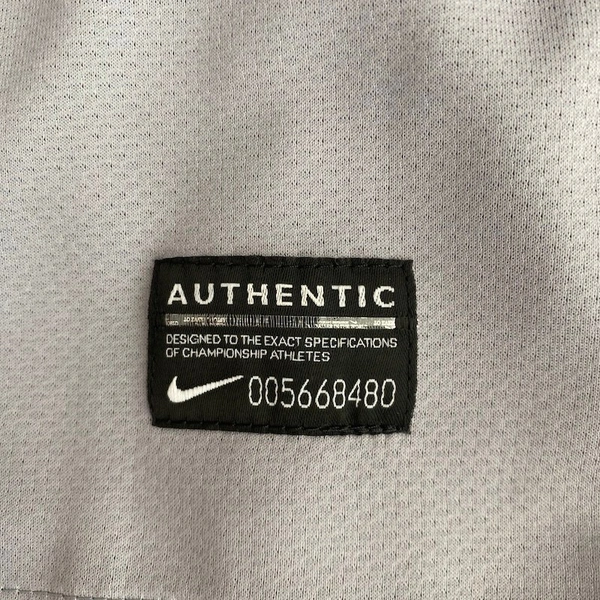 AUTHENTIC
DESIGNED TO THE EXACT SPECIFICATIONS
OF CHAMPIONSHIP ATHLETES
005668480